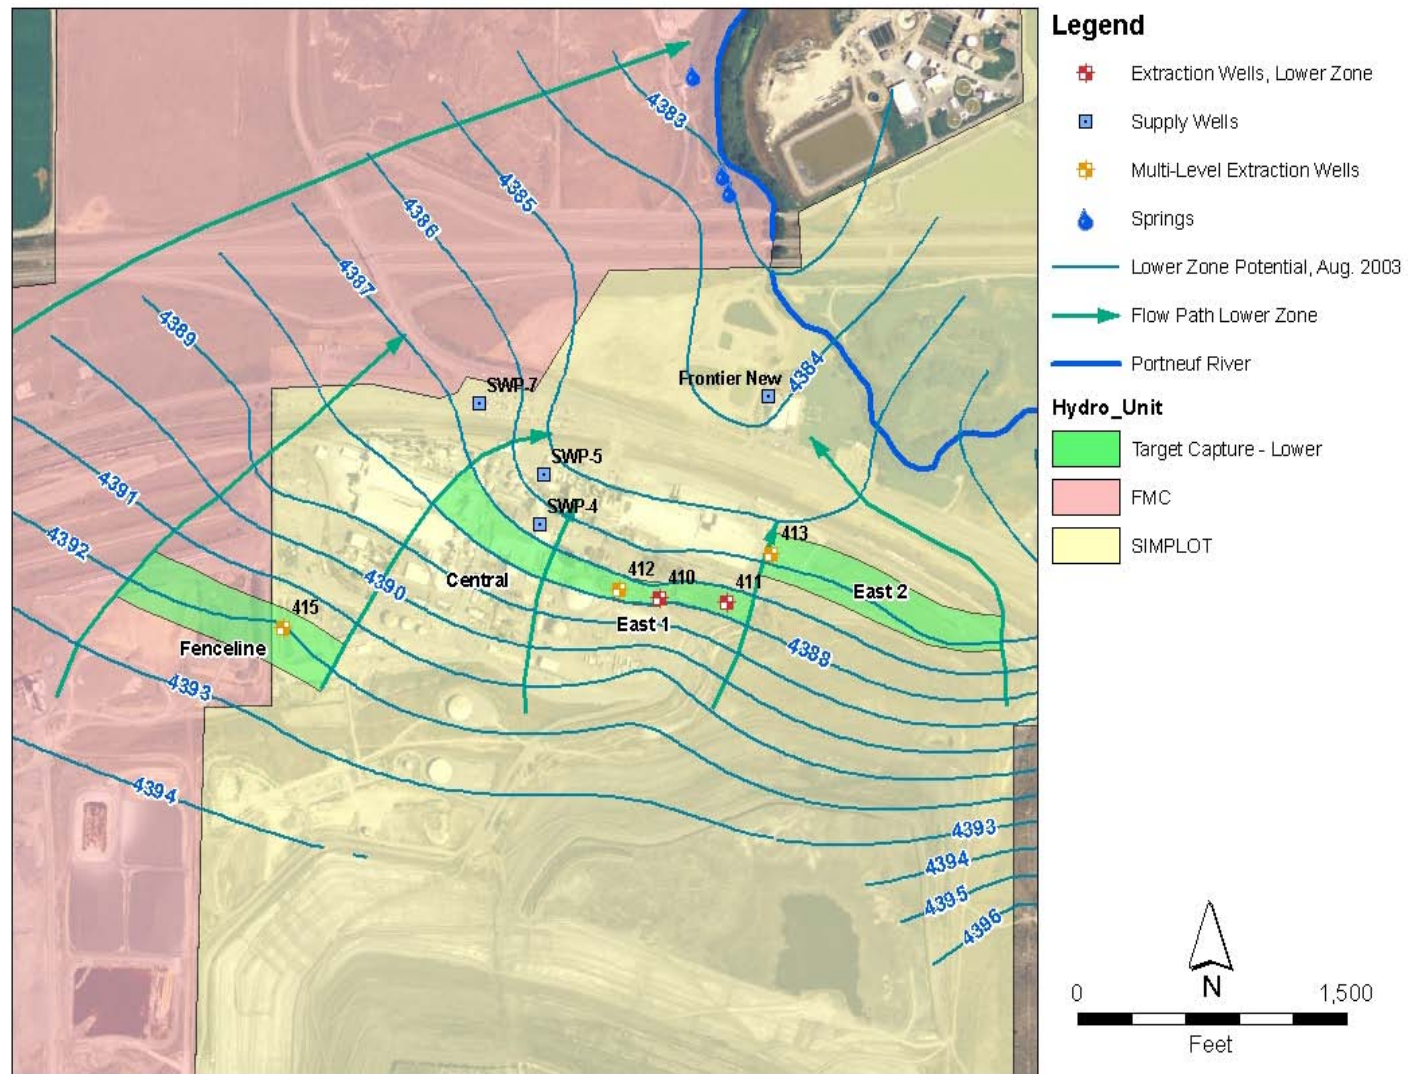 4383
4385
4386
4387
4389
SWP-7
Frontier New
4384
SWP-5
4391
SWP-4
4392
413
Central
4390
412
410
411
East 2
415
East 1
Fenceline
4388
4393
4394
4393
4394
4395
4396
Legend
Extraction Wells, Lower Zone
Supply Wells
Multi-Level Extraction Wells
Springs
Lower Zone Potential, Aug. 2003
Flow Path Lower Zone
Portneuf River
Hydro_Unit
Target Capture - Lower
FMC
SIMPLOT
N
0 1,500
Feet